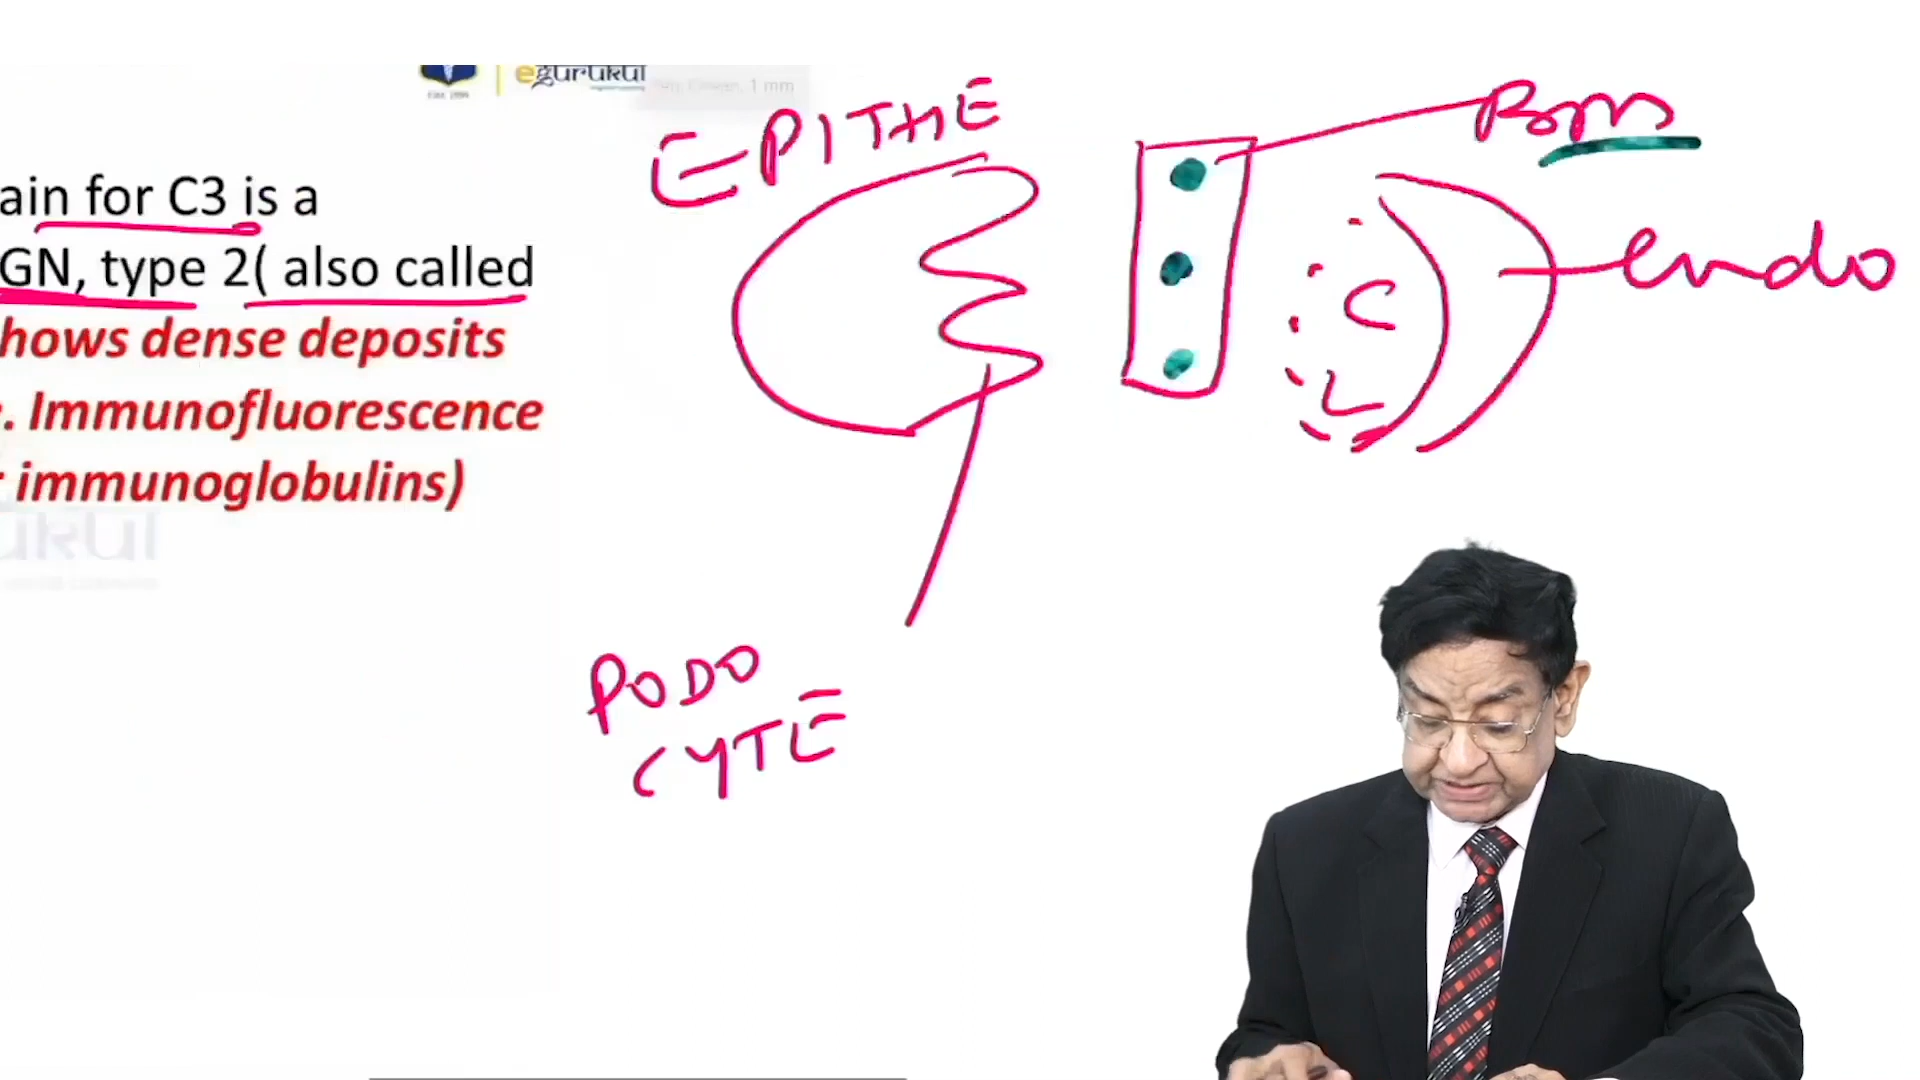 egurukul
ain for C3 is a
GN, type 2( also called
hows dense deposits
. Immunofluorescence
immunoglobulins)
EPITHE
Bm
endo
C
L
PODO
CYTE